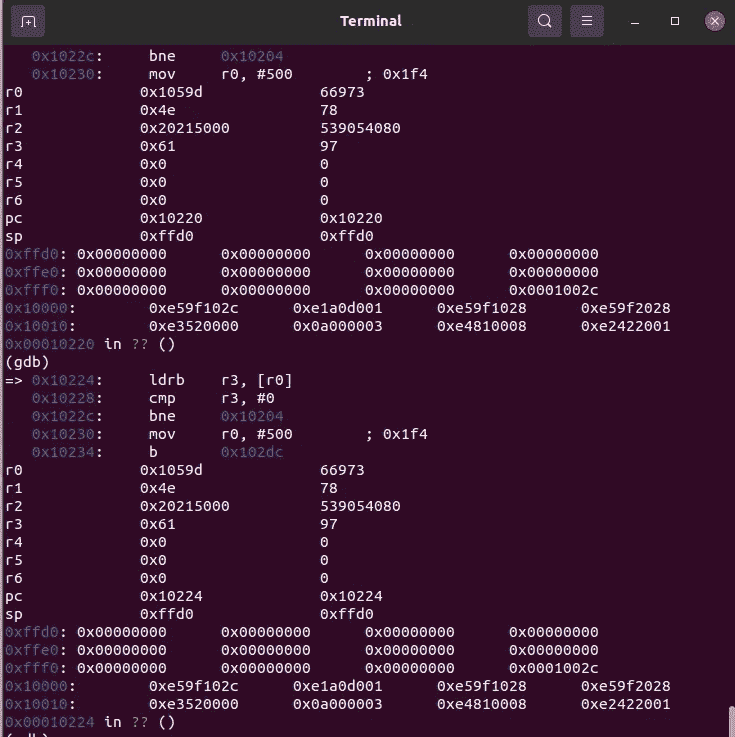 Terminal
0x1022c: bne 0x10204
0x10230: mov r0, #500 ; 0x1f4
r0 0x1059d 66973
r1 0x4e 78
r2 0x20215000 539054080
r3 0x61 97
r4 0x0 0
r5 0x0 0
r6 0x0 0
pc 0x10220 0x10220
sp 0xffd0 0xffd0
0xffd0: 0x00000000 0x00000000 0x00000000 0x00000000
0xffe0: 0x00000000 0x00000000 0x00000000 0x00000000
0xfff0: 0x00000000 0x00000000 0x00000000 0x0001002c
0x10000: 0xe59f102c 0xe1a0d001 0xe59f1028 0xe59f2028
0x10010: 0xe3520000 0x0a000003 0xe4810008 0xe2422001
0x00010220 in ?? ()
(gdb)
=> 0x10224: ldrb r3, [r0]
0x10228: cmp r3, #0
0x1022c: bne 0x10204
0x10230: mov r0, #500 ; 0x1f4
0x10234: b 0x102dc
r0 0x1059d 66973
r1 0x4e 78
r2 0x20215000 539054080
r3 0x61 97
r4 0x0 0
r5 0x0 0
r6 0x0 0
pc 0x10224 0x10224
sp 0xffd0 0xffd0
0xffd0: 0x00000000 0x00000000 0x00000000 0x00000000
0xffe0: 0x00000000 0x00000000 0x00000000 0x00000000
0xfff0: 0x00000000 0x00000000 0x00000000 0x0001002c
0x10000: 0xe59f102c 0xe1a0d001 0xe59f1028 0xe59f2028
0x10010: 0xe3520000 0x0a000003 0xe4810008 0xe2422001
0x00010224 in ?? ()